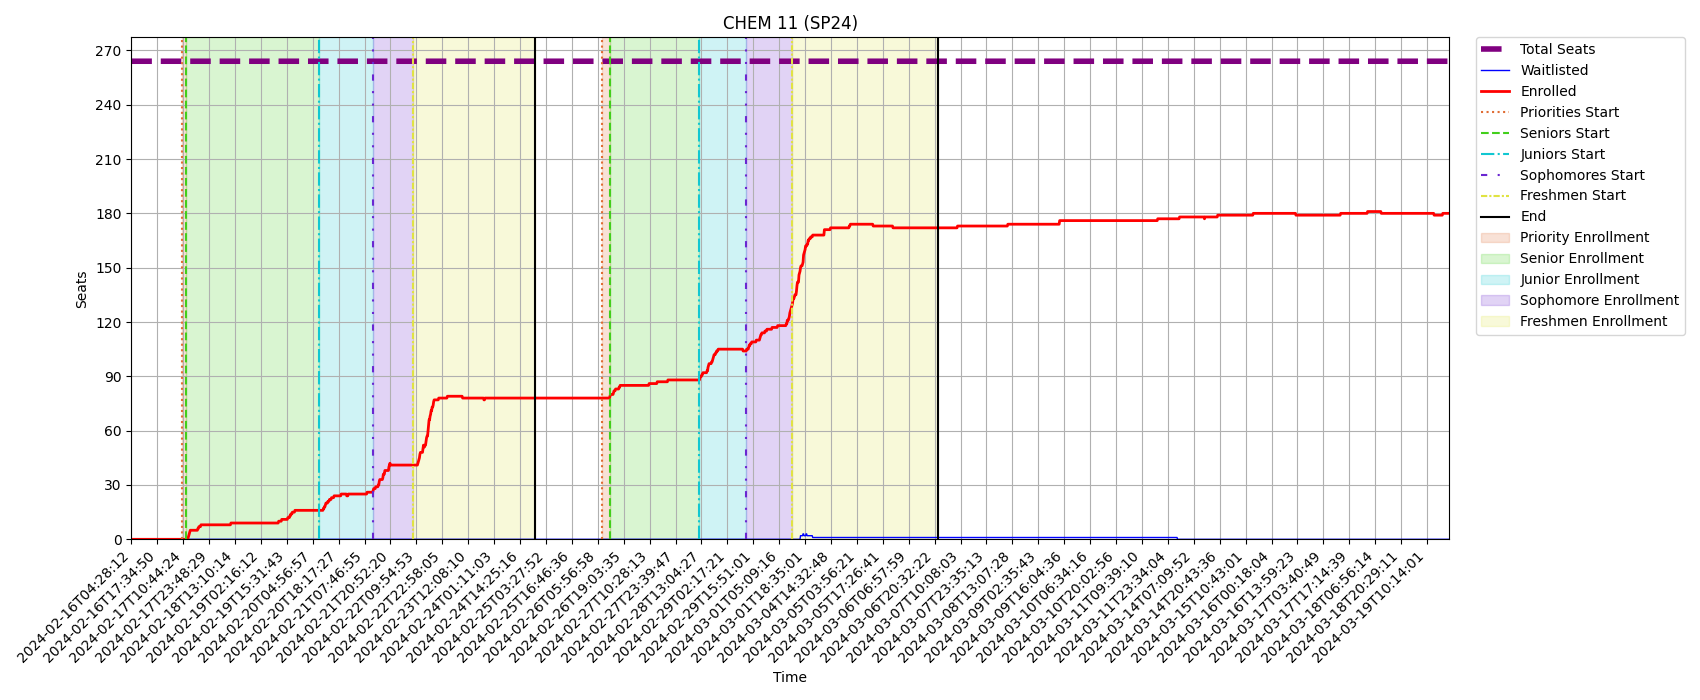 CHEM 11 (SP24)
Seats
270
240
210
180
150
120
90
60
30
0
2024-02-16T04:28:12
2024-02-16T17:34:50
2024-02-17T10:44:24
2024-02-17T23:48:29
2024-02-18T13:10:14
2024-02-19T02:16:12
2024-02-19T15:31:43
2024-02-20T04:56:57
2024-02-20T18:17:27
2024-02-21T07:46:55
2024-02-21T20:52:20
2024-02-22T09:54:53
2024-02-22T22:58:05
2024-02-23T12:08:10
2024-02-24T01:11:03
2024-02-24T14:25:16
2024-02-25T03:27:52
2024-02-25T16:46:36
2024-02-26T05:56:58
2024-02-26T19:03:35
2024-02-27T10:28:13
2024-02-27T23:39:47
2024-02-28T13:04:27
2024-02-29T02:17:21
2024-02-29T15:51:01
2024-03-01T05:09:16
2024-03-01T18:35:01
2024-03-04T14:32:48
2024-03-05T03:56:21
2024-03-05T17:26:41
2024-03-06T06:57:59
2024-03-06T20:32:22
2024-03-07T10:08:03
2024-03-07T23:35:13
2024-03-08T13:07:28
2024-03-09T02:35:43
2024-03-09T16:04:36
2024-03-10T06:34:16
2024-03-10T20:02:56
2024-03-11T09:39:10
2024-03-11T23:34:04
2024-03-14T07:09:52
2024-03-14T20:43:36
2024-03-15T10:43:01
2024-03-16T00:18:04
2024-03-16T13:59:23
2024-03-17T03:40:49
2024-03-17T17:14:39
2024-03-18T06:56:14
2024-03-18T20:29:11
2024-03-19T10:14:01
Time
Total Seats
Waitlisted
Enrolled
Priorities Start
Seniors Start
Juniors Start
Sophomores Start
Freshmen Start
End
Priority Enrollment
Senior Enrollment
Junior Enrollment
Sophomore Enrollment
Freshmen Enrollment